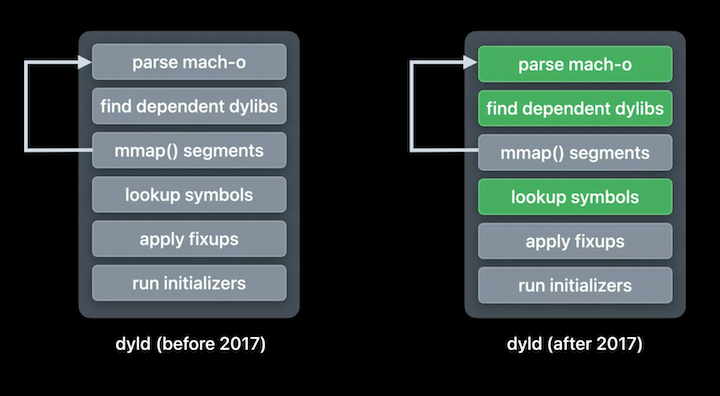 parse mach-o
find dependent dylibs
mmap() segments
lookup symbols
apply fixups
run initializers
dyld (before 2017)
parse mach-o
find dependent dylibs
mmap() segments
lookup symbols
apply fixups
run initializers
dyld (after 2017)